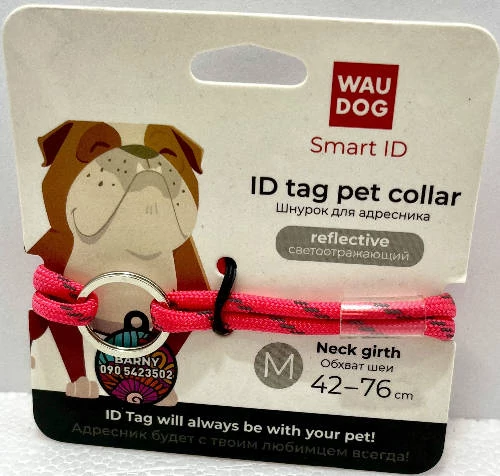 WAU
DOG
Smart ID
ID tag pet collar
Шнурок для адресника
reflective
светоотражающий
BARNY
090 5423502
M
Neck girth
Обхват шеи
42–76 cm
ID Tag will always be with your pet!
Адресник будет с твоим любимцем всегда!